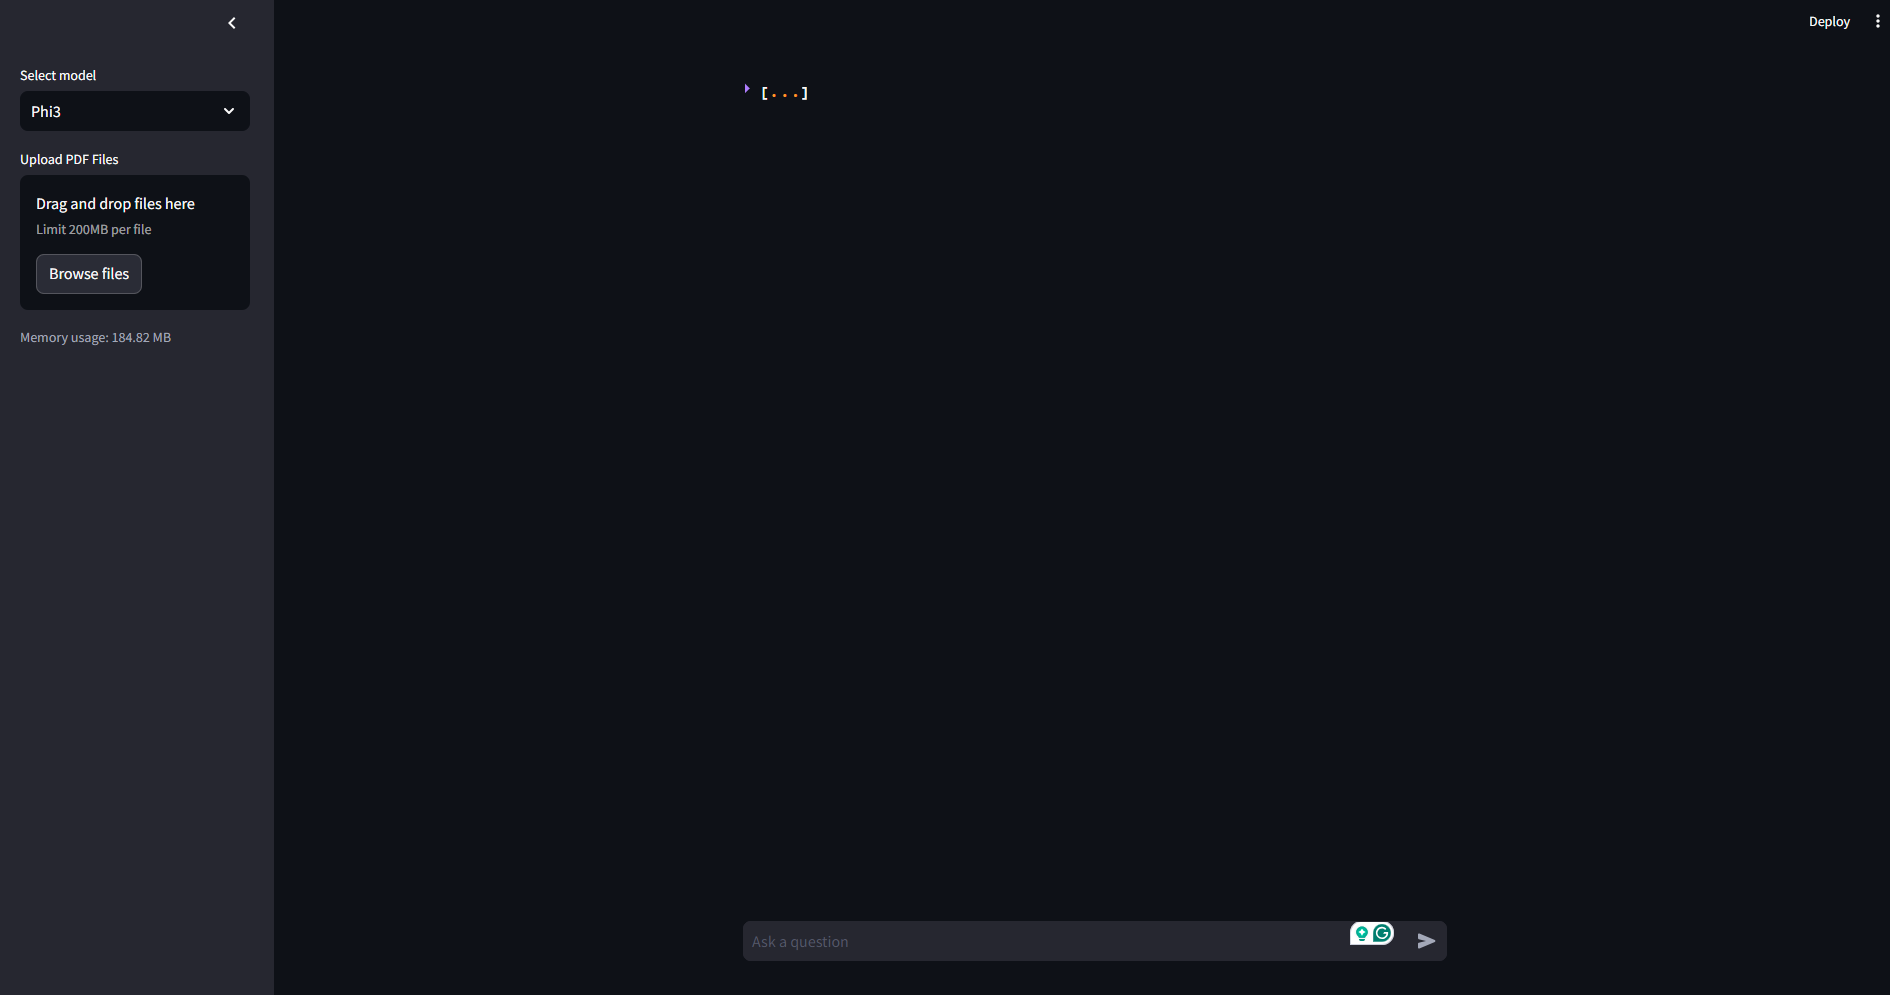 Deploy
Select model
Phi3
Upload PDF Files
Drag and drop files here
Limit 200MB per file
Browse files
Memory usage: 184.82 MB
[...]
Ask a question